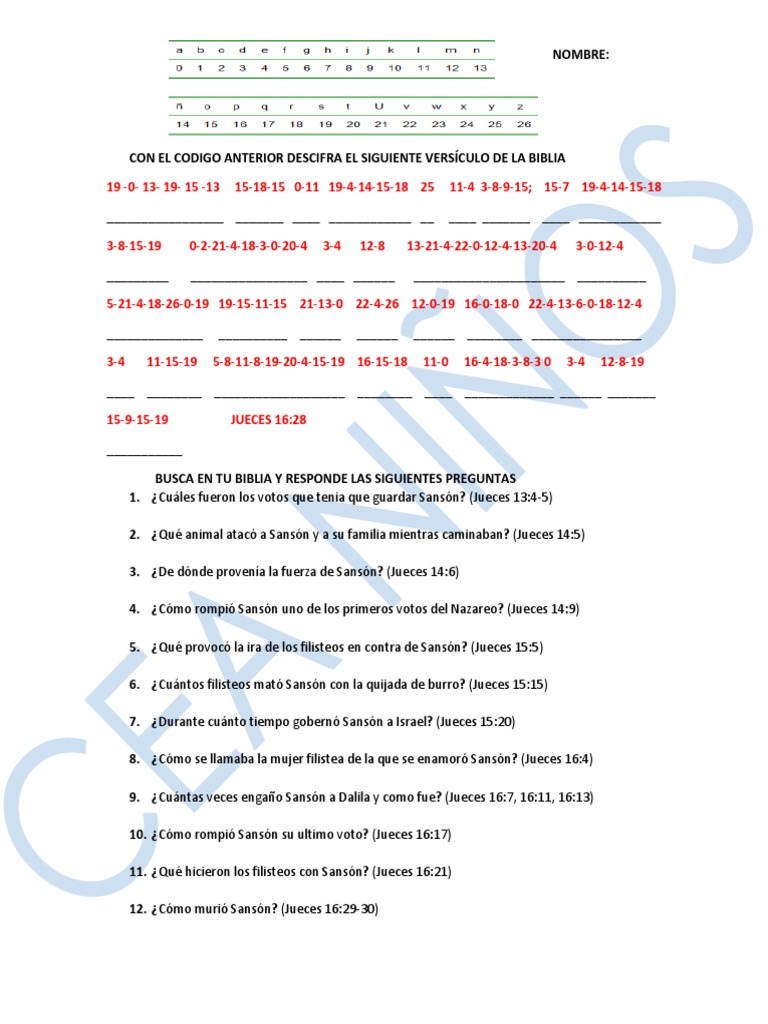 a b c d e f g h i j k l m n
NOMBRE:
0 1 2 3 4 5 6 7 8 9 10 11 12 13
ñ o p q r s t U v w x y z
14 15 16 17 18 19 20 21 22 23 24 25 26
CON EL CODIGO ANTERIOR DESCIFRA EL SIGUIENTE VERSÍCULO DE LA BIBLIA
19 -0- 13- 19- 15 -13 15-18-15 0-11 19-4-14-15-18 25 11-4 3-8-9-15; 15-7 19-4-14-15-18
3-8-15-19 0-2-21-4-18-3-0-20-4 3-4 12-8 13-21-4-22-0-12-4-13-20-4 3-0-12-4
5-21-4-18-26-0-19 19-15-11-15 21-13-0 22-4-26 12-0-19 16-0-18-0 22-4-13-6-0-18-12-4
3-4 11-15-19 5-8-11-8-19-20-4-15-19 16-15-18 11-0 16-4-18-3-8-3 0 3-4 12-8-19
15-9-15-19 JUECES 16:28
BUSCA EN TU BIBLIA Y RESPONDE LAS SIGUIENTES PREGUNTAS
1. ¿Cuáles fueron los votos que tenia que guardar Sansón? (Jueces 13:4-5)
2. ¿Qué animal atacó a Sansón y a su familia mientras caminaban? (Jueces 14:5)
3. ¿De dónde provenía la fuerza de Sansón? (Jueces 14:6)
4. ¿Cómo rompió Sansón uno de los primeros votos del Nazareo? (Jueces 14:9)
5. ¿Qué provocó la ira de los filisteos en contra de Sansón? (Jueces 15:5)
6. ¿Cuántos filisteos mató Sansón con la quijada de burro? (Jueces 15:15)
7. ¿Durante cuánto tiempo gobernó Sansón a Israel? (Jueces 15:20)
8. ¿Cómo se llamaba la mujer filistea de la que se enamoró Sansón? (Jueces 16:4)
9. ¿Cuántas veces engaño Sansón a Dalila y como fue? (Jueces 16:7, 16:11, 16:13)
10. ¿Cómo rompió Sansón su ultimo voto? (Jueces 16:17)
11. ¿Qué hicieron los filisteos con Sansón? (Jueces 16:21)
12. ¿Cómo murió Sansón? (Jueces 16:29-30)
CEA NIÑOS